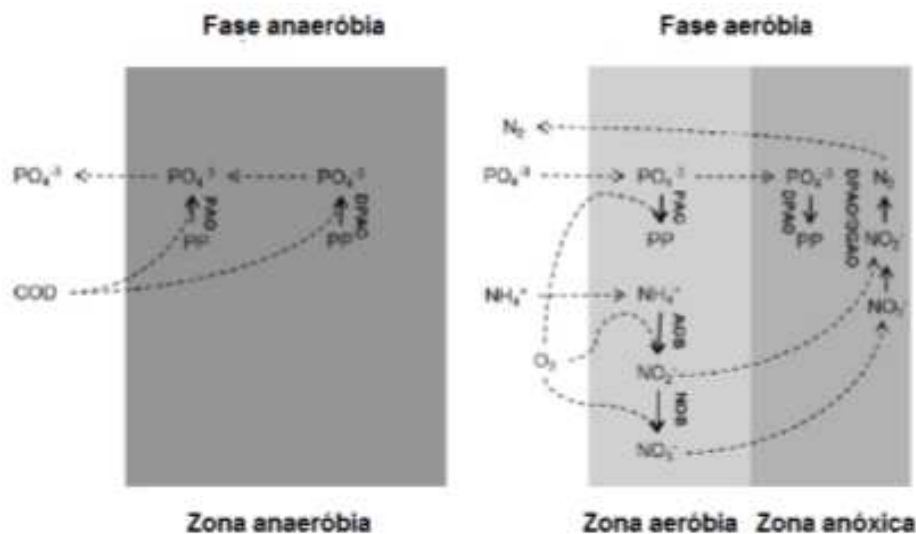 Fase anaeróbia
PO₄⁻³ PO₄⁻³ PO₄⁻³
PAO DPAO
PP PP
COD
Zona anaeróbia
Fase aeróbia
N₂
PO₄⁻³ PO₄⁻³ PO₄⁻³ N₂
PAO DPAO DPAO/DGAO
PP PP NO₂⁻
NH₄⁺ NH₄⁺ NO₃⁻
AOB
O₂
NO₂⁻
NOB
NO₃⁻
Zona aeróbia Zona anóxica